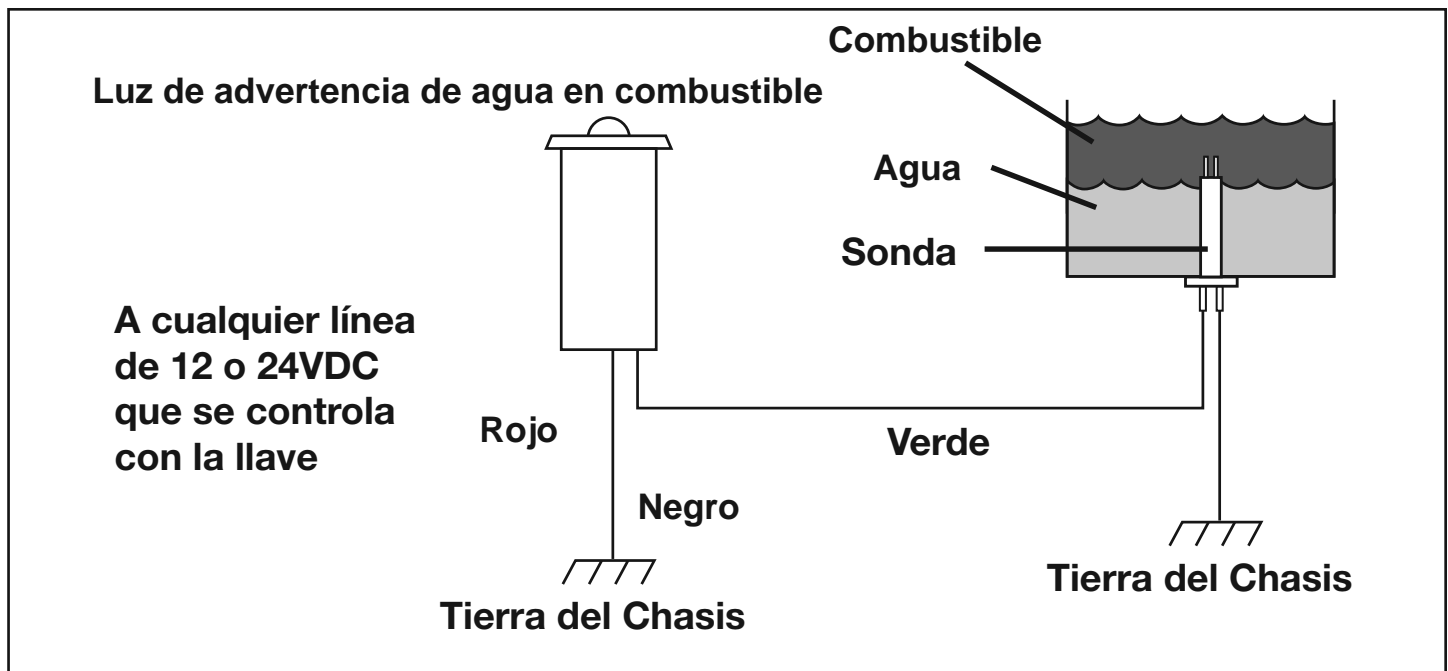 Combustible
Luz de advertencia de agua en combustible
Agua
Sonda
A cualquier línea
de 12 o 24VDC
que se controla
con la llave
Rojo
Verde
Negro
Tierra del Chasis
Tierra del Chasis